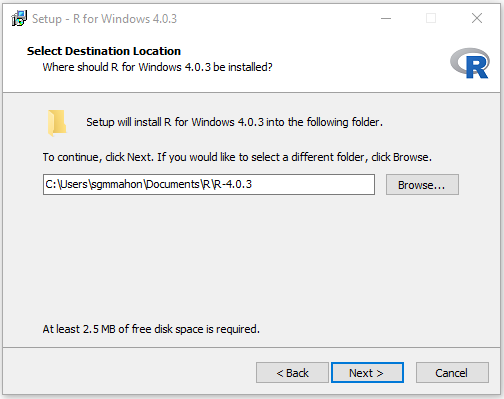 Setup - R for Windows 4.0.3
Select Destination Location
Where should R for Windows 4.0.3 be installed?
R
Setup will install R for Windows 4.0.3 into the following folder.
To continue, click Next. If you would like to select a different folder, click Browse.
C:\Users\sgmmahon\Documents\R\R-4.0.3
Browse...
At least 2.5 MB of free disk space is required.
< Back
Next >
Cancel